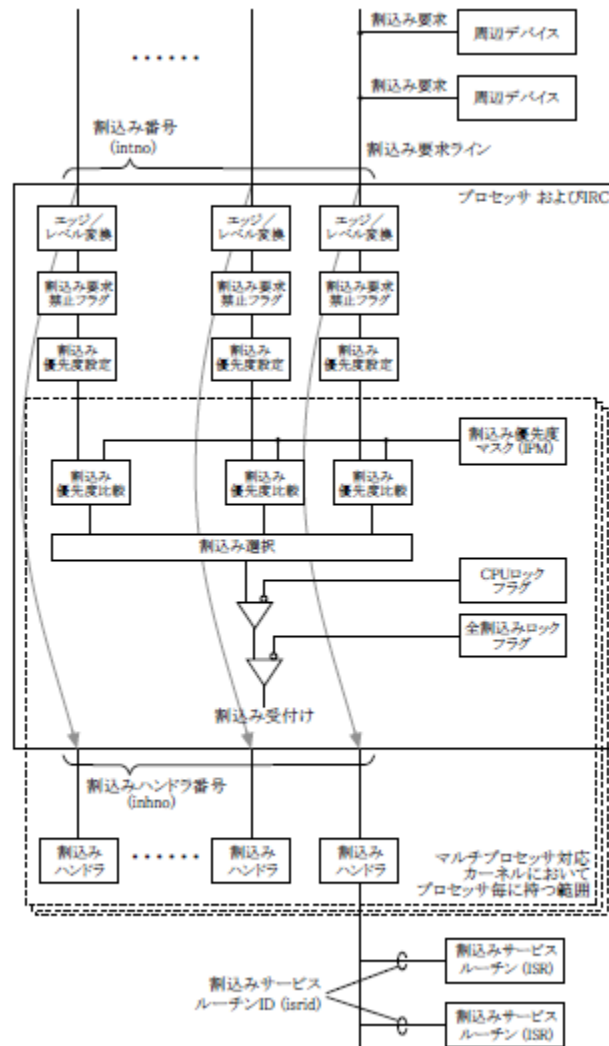 割込み要求
周辺デバイス
‥‥‥
割込み要求
周辺デバイス
割込み番号
(intno)
割込み要求ライン
プロセッサ およびIRC
エッジ／
レベル変換
エッジ／
レベル変換
エッジ／
レベル変換
割込み要求
禁止フラグ
割込み要求
禁止フラグ
割込み要求
禁止フラグ
割込み
優先度設定
割込み
優先度設定
割込み
優先度設定
割込み優先度
マスク (IPM)
割込み
優先度比較
割込み
優先度比較
割込み
優先度比較
割込み選択
CPUロック
フラグ
全割込みロック
フラグ
割込み受付け
割込みハンドラ番号
(inhno)
割込み
ハンドラ
‥‥‥
割込み
ハンドラ
割込み
ハンドラ
マルチプロセッサ対応
カーネルにおいて
プロセッサ毎に持つ範囲
割込みサービス
ルーチン (ISR)
割込みサービス
ルーチンID (isrid)
割込みサービス
ルーチン (ISR)